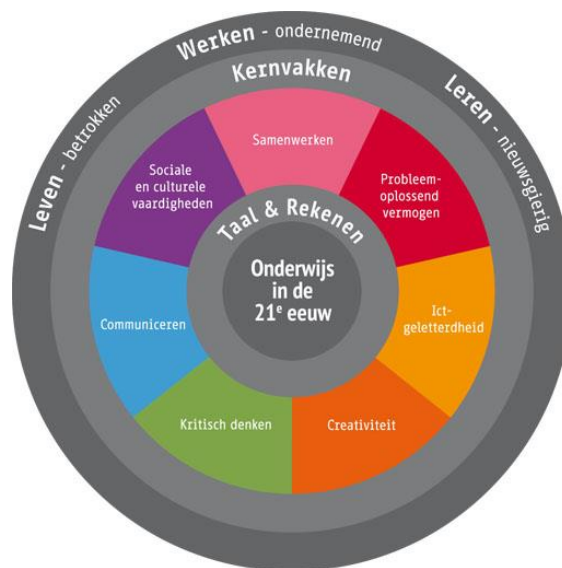 Werken - ondernemend
Kernvakken
Leven - betrokken
Leren - nieuwsgierig
Samenwerken
Sociale
en culturele
vaardigheden
Probleem-
oplossend
vermogen
Taal & Rekenen
Onderwijs
in de
21e eeuw
Communiceren
Ict-
geletterdheid
Kritisch denken
Creativiteit